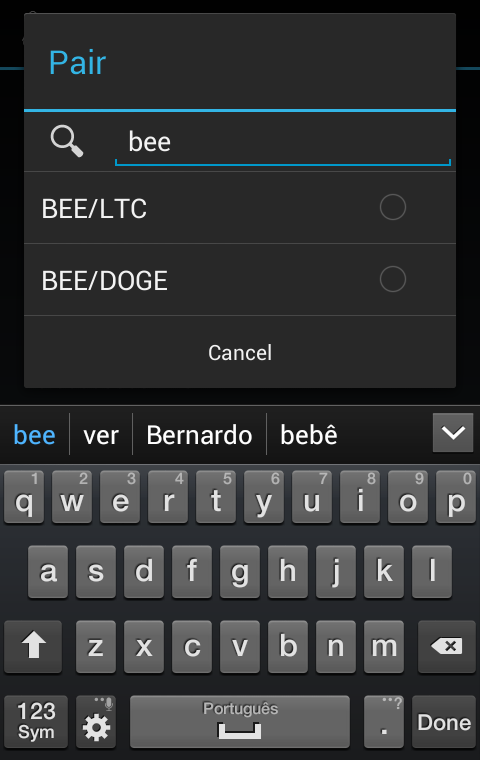 Pair
bee
BEE/LTC
BEE/DOGE
Cancel
bee ver Bernardo bebê
1 2 3 4 5 6 7 8 9 0
q w e r t y u i o p
a s d f g h j k l
z x c v b n m
123 Sym Português . ...? Done